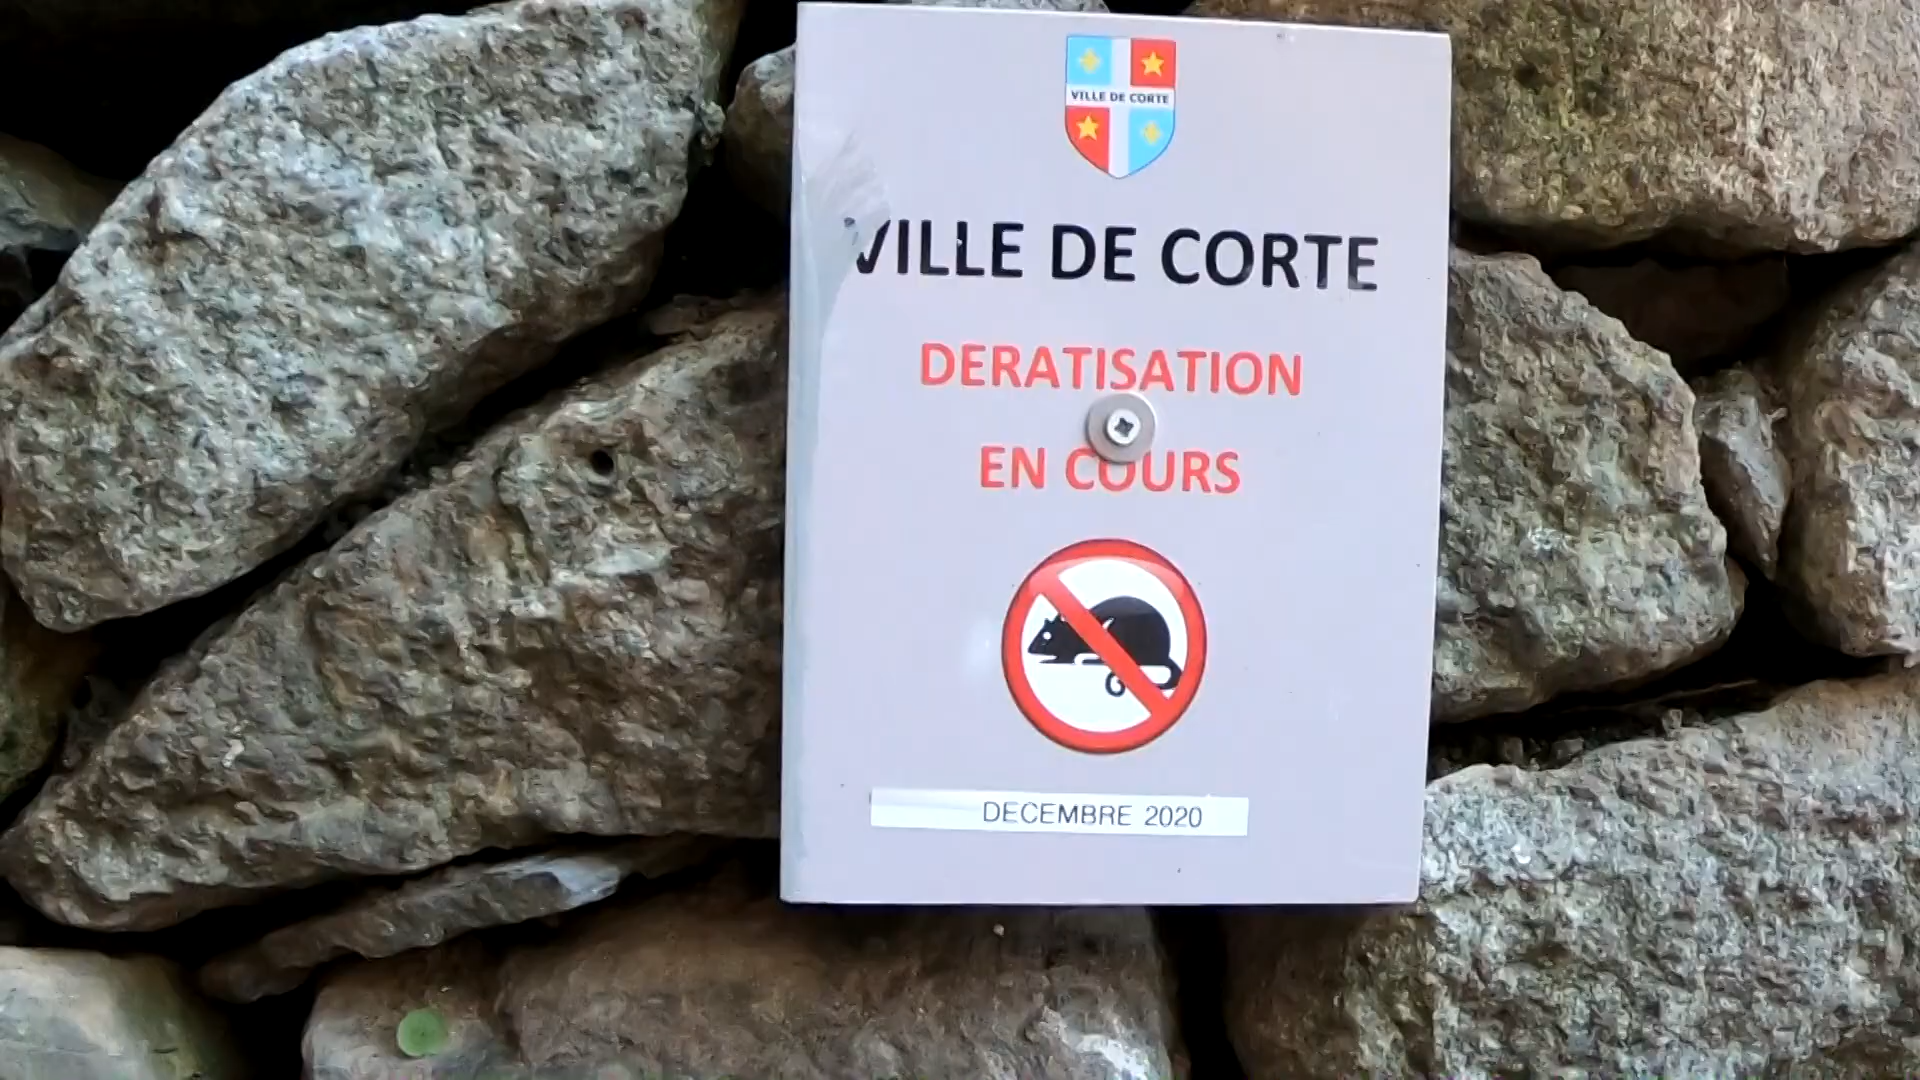 VILLE DE CORTE
VILLE DE CORTE
DERATISATION
EN COURS
DECEMBRE 2020